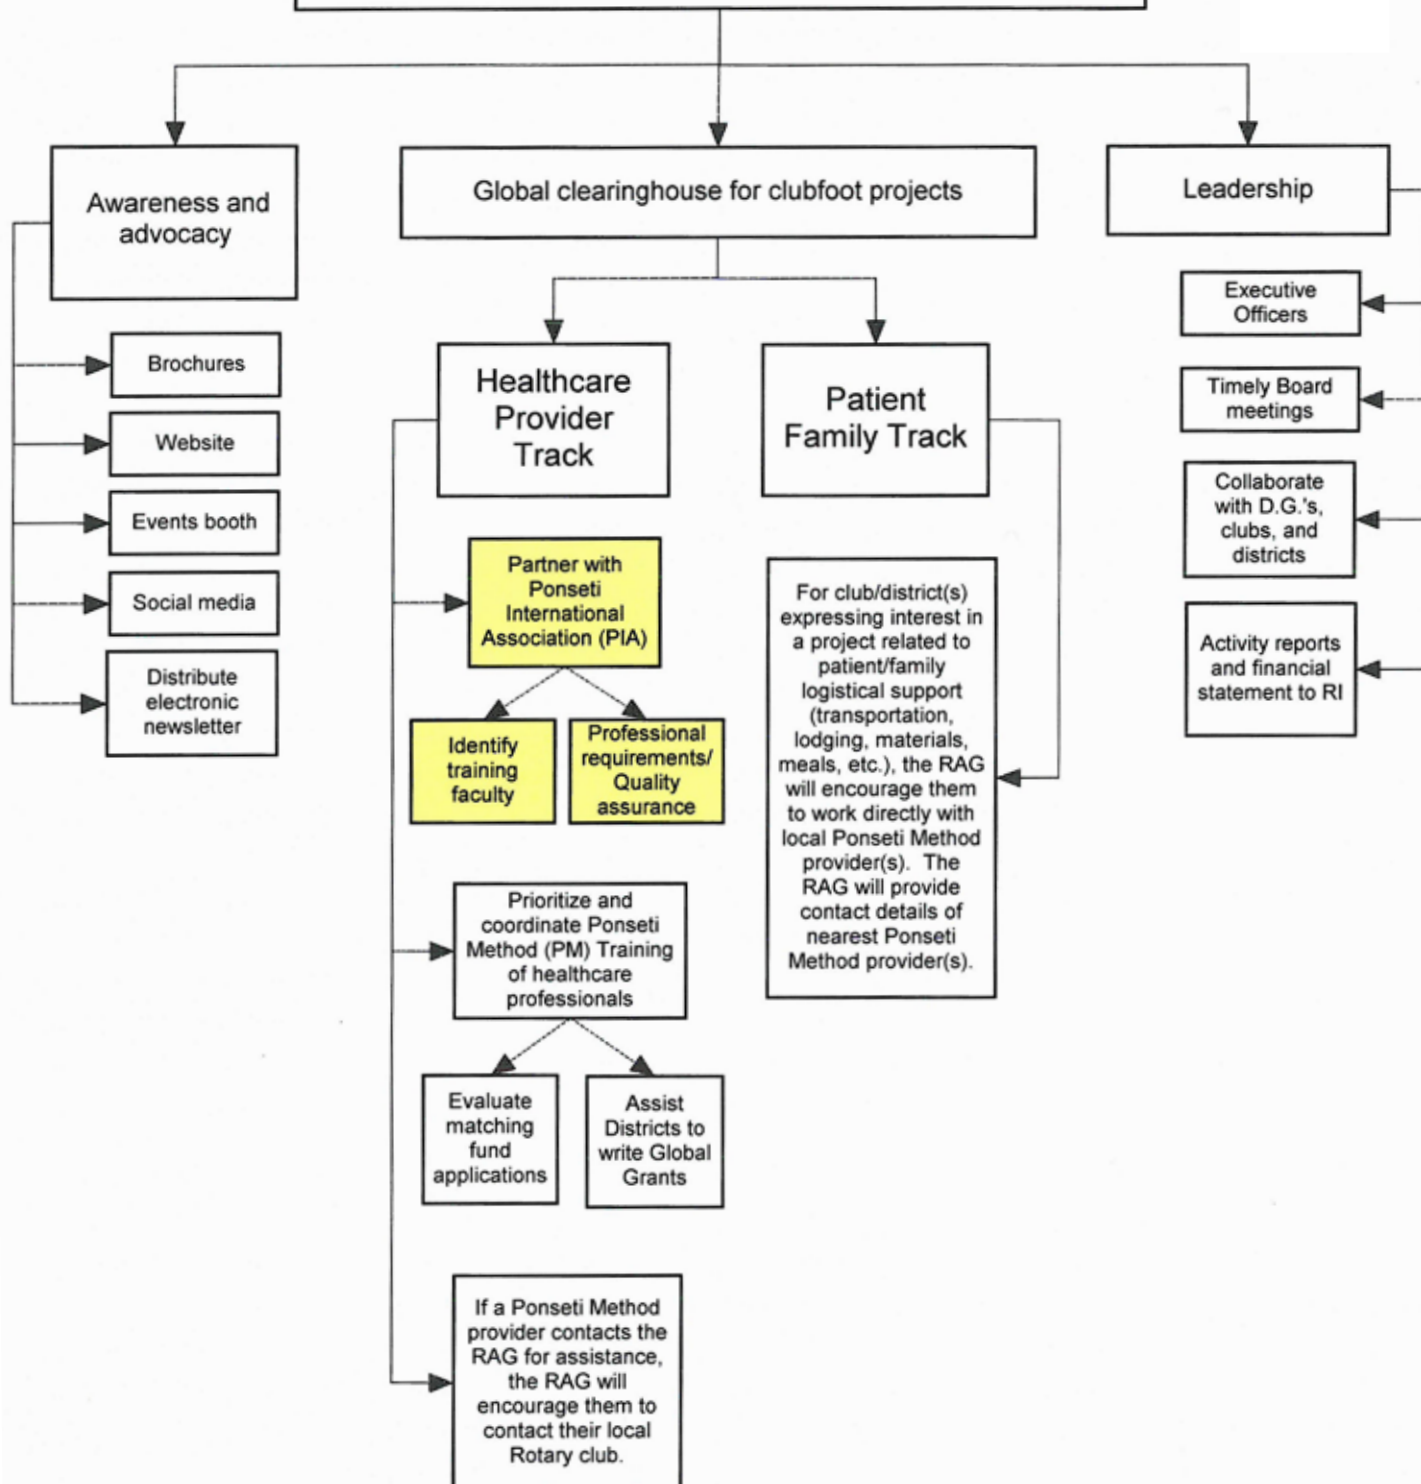 Awareness and
advocacy
Brochures
Website
Events booth
Social media
Distribute
electronic
newsletter
Global clearinghouse for clubfoot projects
Healthcare
Provider
Track
Partner with
Ponseti
International
Association (PIA)
Identify
training
faculty
Professional
requirements/
Quality
assurance
Prioritize and
coordinate Ponseti
Method (PM) Training
of healthcare
professionals
Evaluate
matching
fund
applications
Assist
Districts to
write Global
Grants
If a Ponseti Method
provider contacts the
RAG for assistance,
the RAG will
encourage them to
contact their local
Rotary club.
Patient
Family Track
For club/district(s)
expressing interest in
a project related to
patient/family
logistical support
(transportation,
lodging, materials,
meals, etc.), the RAG
will encourage them
to work directly with
local Ponseti Method
provider(s).  The
RAG will provide
contact details of
nearest Ponseti
Method provider(s).
Leadership
Executive
Officers
Timely Board
meetings
Collaborate
with D.G.'s,
clubs, and
districts
Activity reports
and financial
statement to RI